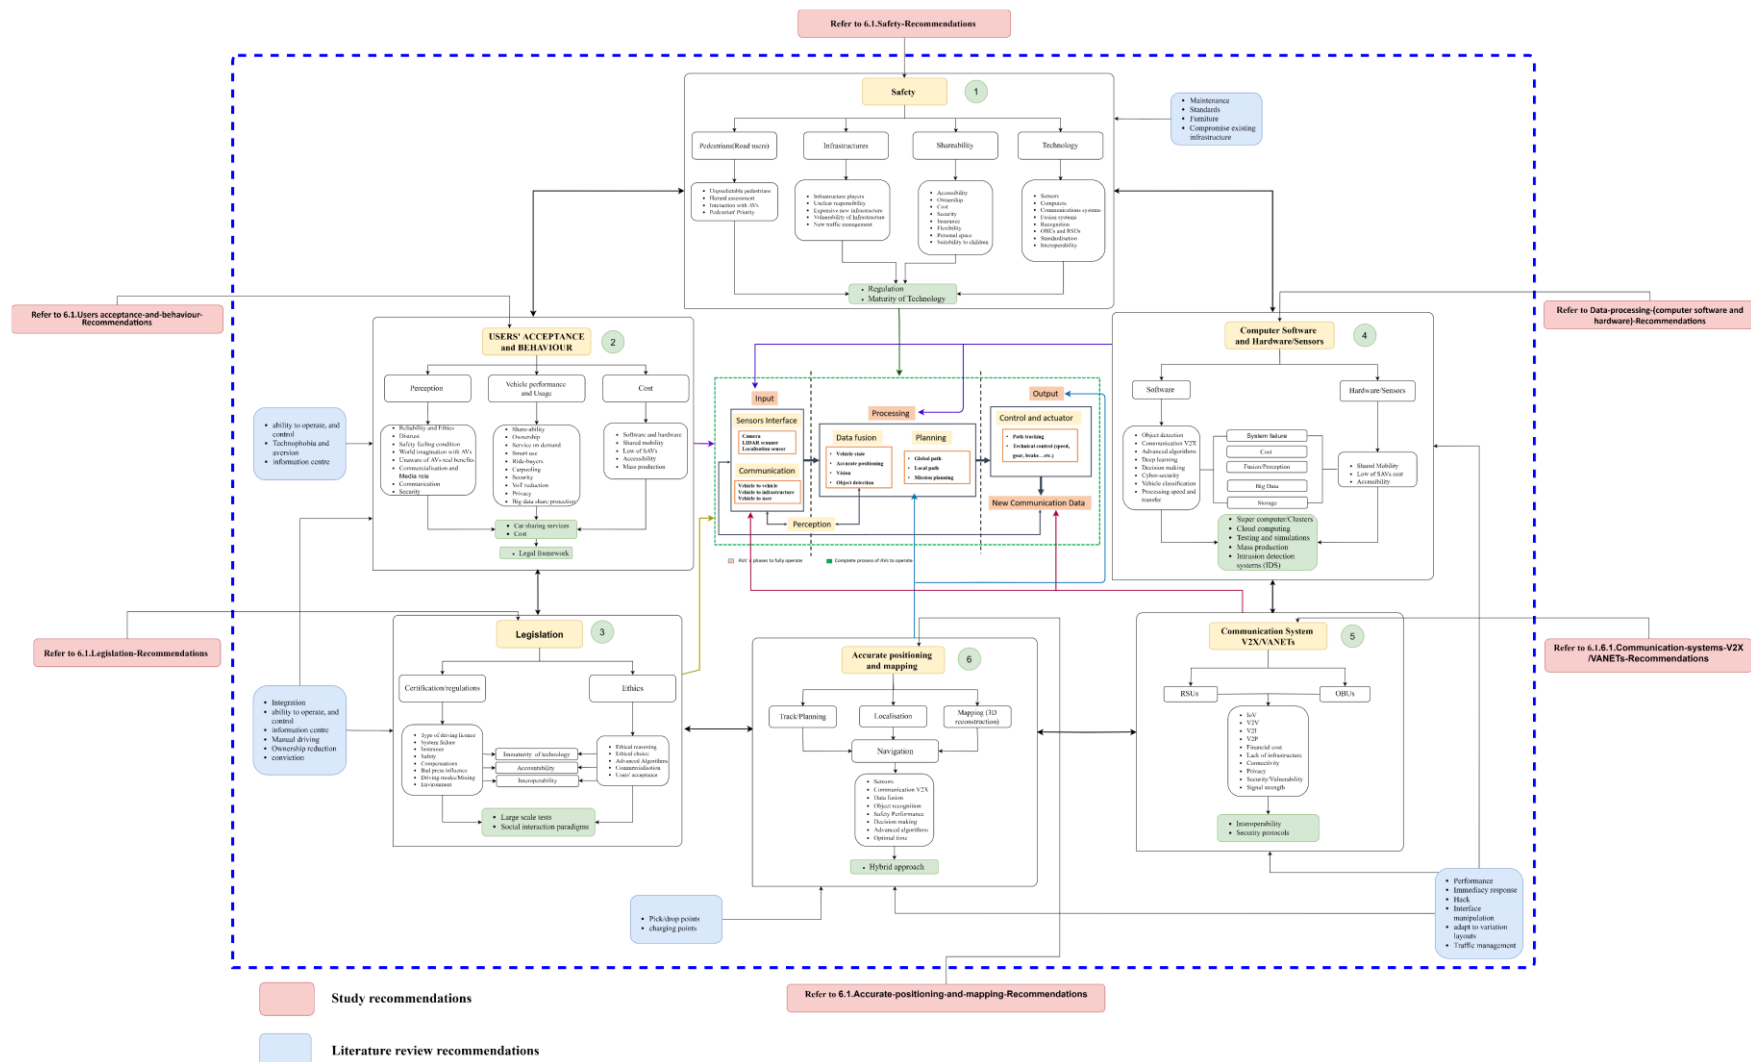 Refer to 6.1.Safety-Recommendations
Safety
1
Pedestrians(Road users)
Infrastructures
Shareability
Technology
• Unpredictable pedestrians
• Hazard assessment
• Interaction with AVs
• Pedestrian' Priority
• Infrastructure players
• Unclear responsibility
• Expensive new infrastructure
• Vulnerability of Infrastructure
• New traffic management
• Accessibility
• Ownership
• Cost
• Security
• Insurance
• Flexibility
• Personal space
• Suitability to children
• Sensors
• Computers
• Communications systems
• Fusion systems
• Recognition
• OBUs and RSUs
• Standardisation
• Interoperability
• Regulation
• Maturity of Technology
• Maintenance
• Standards
• Furniture
• Compromise existing
infrastructure
Refer to 6.1.Users acceptance-and-behaviour-
Recommendations
USERS' ACCEPTANCE
and BEHAVIOUR
2
Perception
Vehicle performance
and Usage
Cost
• Reliability and Ethics
• Distrust
• Safety feeling condition
• World imagination with AVs
• Unaware of AVs real benefits
• Commercialisation and
Media role
• Communication
• Security
• Share-ability
• Ownership
• Service on demand
• Smart use
• Ride-buyers
• Carpooling
• Security
• VoT reduction
• Privacy
• Big data share protection
• Software and hardware
• Shared mobility
• Low of SAVs
• Accessibility
• Mass production
• Car sharing services
• Cost
• Legal framework
• ability to operate, and
control
• Technophobia and
aversion
• information centre
Input
Sensors Interface
Camera
LIDAR scanner
Localisation sensor
Communication
Vehicle to vehicle
Vehicle to infrastructure
Vehicle to user
Processing
Data fusion
• Vehicle state
• Accurate positioning
• Vision
• Object detection
Planning
• Global path
• Local path
• Mission planning
Perception
Output
Control and actuator
• Path tracking
• Technical control (speed,
gear, brake...etc.)
New Communication Data
phases to fully operate
Complete process of AVs to operate
Refer to Data-processing-(computer software and
hardware)-Recommendations
Computer Software
and Hardware/Sensors
4
Software
Hardware/Sensors
• Object detection
• Communication V2X
• Advanced algorithms
• Deep learning
• Decision making
• Cyber-security
• Vehicle classification
• Processing speed and
transfer
System failure
Cost
Fusion/Perception
Big Data
Storage
• Shared Mobility
• Low of SAVs cost
• Accessibility
• Super computer/Clusters
• Cloud computing
• Testing and simulations
• Mass production
• Intrusion detection
systems (IDS)
Refer to 6.1.Legislation-Recommendations
Legislation
3
Certification/regulations
Ethics
• Type of driving licence
• System failure
• Insurance
• Safety
• Compensations
• Bad press influence
• Driving modes/Mixing
• Environment
Immaturity of technology
Accountability
Interoperability
• Ethical reasoning
• Ethical choice
• Advanced Algorithms
• Commercialisation
• Users' acceptance
• Large scale tests
• Social interaction paradigms
• Integration
• ability to operate, and
control
• information centre
• Manual driving
• Ownership reduction
• conviction
Accurate positioning
and mapping
6
Track/Planning
Localisation
Mapping (3D
reconstruction)
Navigation
• Sensors
• Communication V2X
• Data fusion
• Object recognition
• Safety Performance
• Decision making
• Advanced algorithms
• Optimal time
• Hybrid approach
• Pick/drop points
• charging points
Communication System
V2X/VANETs
5
RSUs
OBUs
• IoV
• V2V
• V2I
• V2P
• Financial cost
• Lack of infrastructure
• Connectivity
• Privacy
• Security/Vulnerability
• Signal strength
• Interoperability
• Security protocols
Refer to 6.1.6.1.Communication-systems-V2X
/VANETs-Recommendations
• Performance
• Immediacy response
• Hack
• Interface
manipulation
• adapt to variation
layouts
• Traffic management
Refer to 6.1.Accurate-positioning-and-mapping-Recommendations
Study recommendations
Literature review recommendations